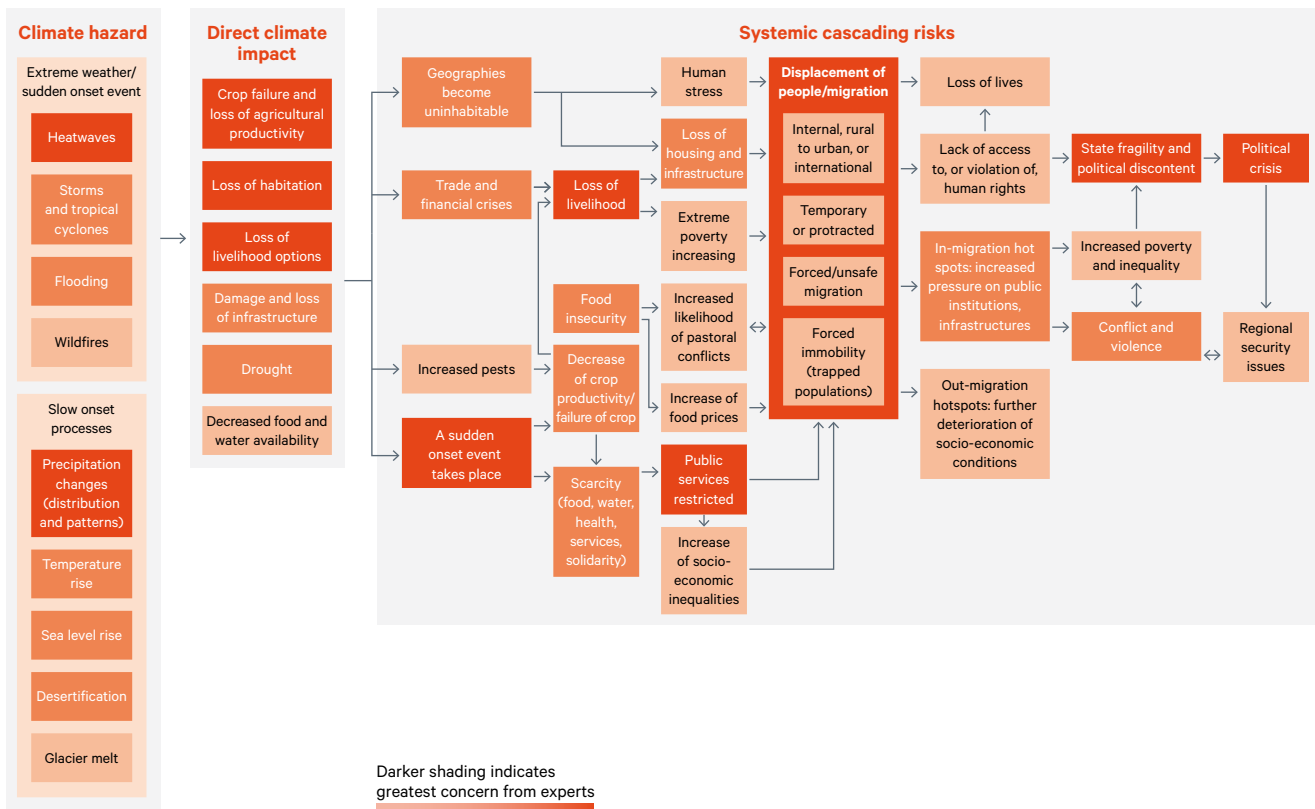 Climate hazard
Extreme weather/
sudden onset event
Heatwaves
Storms
and tropical
cyclones
Flooding
Wildfires
Slow onset
processes
Precipitation
changes
(distribution
and patterns)
Temperature
rise
Sea level rise
Desertification
Glacier melt
Direct climate
impact
Crop failure and
loss of agricultural
productivity
Loss of habitation
Loss of
livelihood options
Damage and loss
of infrastructure
Drought
Decreased food and
water availability
Systemic cascading risks
Geographies
become
uninhabitable
Trade and
financial crises
Increased pests
A sudden
onset event
takes place
Loss of
livelihood
Food
insecurity
Decrease
of crop
productivity/
failure of crop
Scarcity
(food, water,
health,
services,
solidarity)
Human
stress
Loss of
housing and
infrastructure
Extreme
poverty
increasing
Increased
likelihood
of pastoral
conflicts
Increase of
food prices
Public
services
restricted
Increase
of socio-
economic
inequalities
Displacement of
people/migration
Internal, rural
to urban, or
international
Temporary
or protracted
Forced/unsafe
migration
Forced
immobility
(trapped
populations)
Loss of lives
Lack of access
to, or violation of,
human rights
In-migration hot
spots: increased
pressure on public
institutions,
infrastructures
Out-migration
hotspots: further
deterioration of
socio-economic
conditions
State fragility and
political discontent
Increased poverty
and inequality
Conflict and
violence
Political
crisis
Regional
security
issues
Darker shading indicates
greatest concern from experts